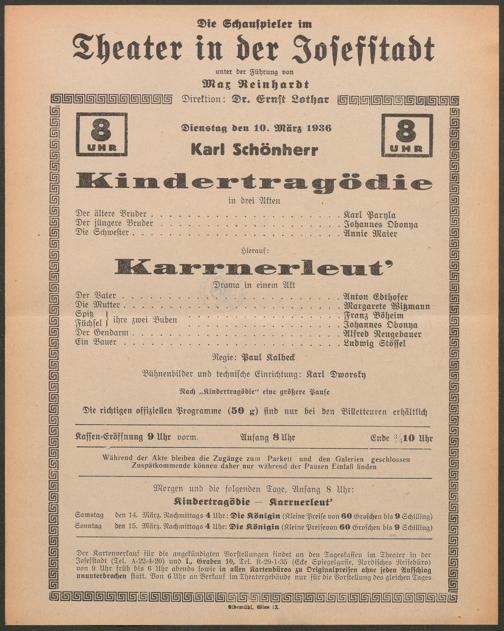 Die Schauspieler im
Theater in der Josefstadt
unter der Führung von
Max Reinhardt
Direktion: Dr. Ernst Lothar
8 UHR
8 UHR
Dienstag den 10. März 1936
Karl Schönherr
Kindertragödie
in drei Akten
Der ältere Bruder . . . . . Karl Paryla
Der jüngere Bruder . . . . . Johannes Obonya
Die Schwester . . . . . Annie Maier
Hierauf:
Karrnerleut'
Drama in einem Akt
Der Vater . . . . . Anton Edthofer
Die Mutter . . . . . Margarete Witzmann
Spitz } ihre zwei Buben . . . . . Franz Böheim
Füchsel } . . . . . Johannes Obonya
Der Gendarm . . . . . Alfred Neugebauer
Ein Bauer . . . . . Ludwig Stössel
Regie: Paul Kalbeck
Bühnenbilder und technische Einrichtung: Karl Dworsky
Nach „Kindertragödie" eine größere Pause
Die richtigen offiziellen Programme (50 g) sind nur bei den Billetteuren erhältlich
Kassen-Eröffnung 9 Uhr vorm. Anfang 8 Uhr Ende 10 Uhr
Während der Akte bleiben die Zugänge zum Parkett und den Galerien geschlossen
Zuspätkommende können daher nur während der Pausen Einlaß finden
Morgen und die folgenden Tage, Anfang 8 Uhr:
Kindertragödie — Karrnerleut'
Samstag den 14. März, Nachmittags 4 Uhr: Die Königin (Kleine Preise von 60 Groschen bis 9 Schilling)
Sonntag den 15. März, Nachmittags 4 Uhr: Die Königin (Kleine Preise von 60 Groschen bis 9 Schilling)
Der Kartenverkauf für die angekündigten Vorstellungen findet an den Tageskassen im Theater in der
Josefstadt (Tel. A-22-4-20) und I., Graben 10, Tel. R-29-1-35 (Ecke Spiegelgasse, Nordisches Reisebüro)
von 9 Uhr früh bis 6 Uhr abends sowie in allen Kartenbüros zu Originalpreisen ohne jeden Aufschlag
ununterbrochen statt. Von 6 Uhr an Verkauf im Theatergebäude nur für die Vorstellung des gleichen Tages
Elbemühl, Wien IX.